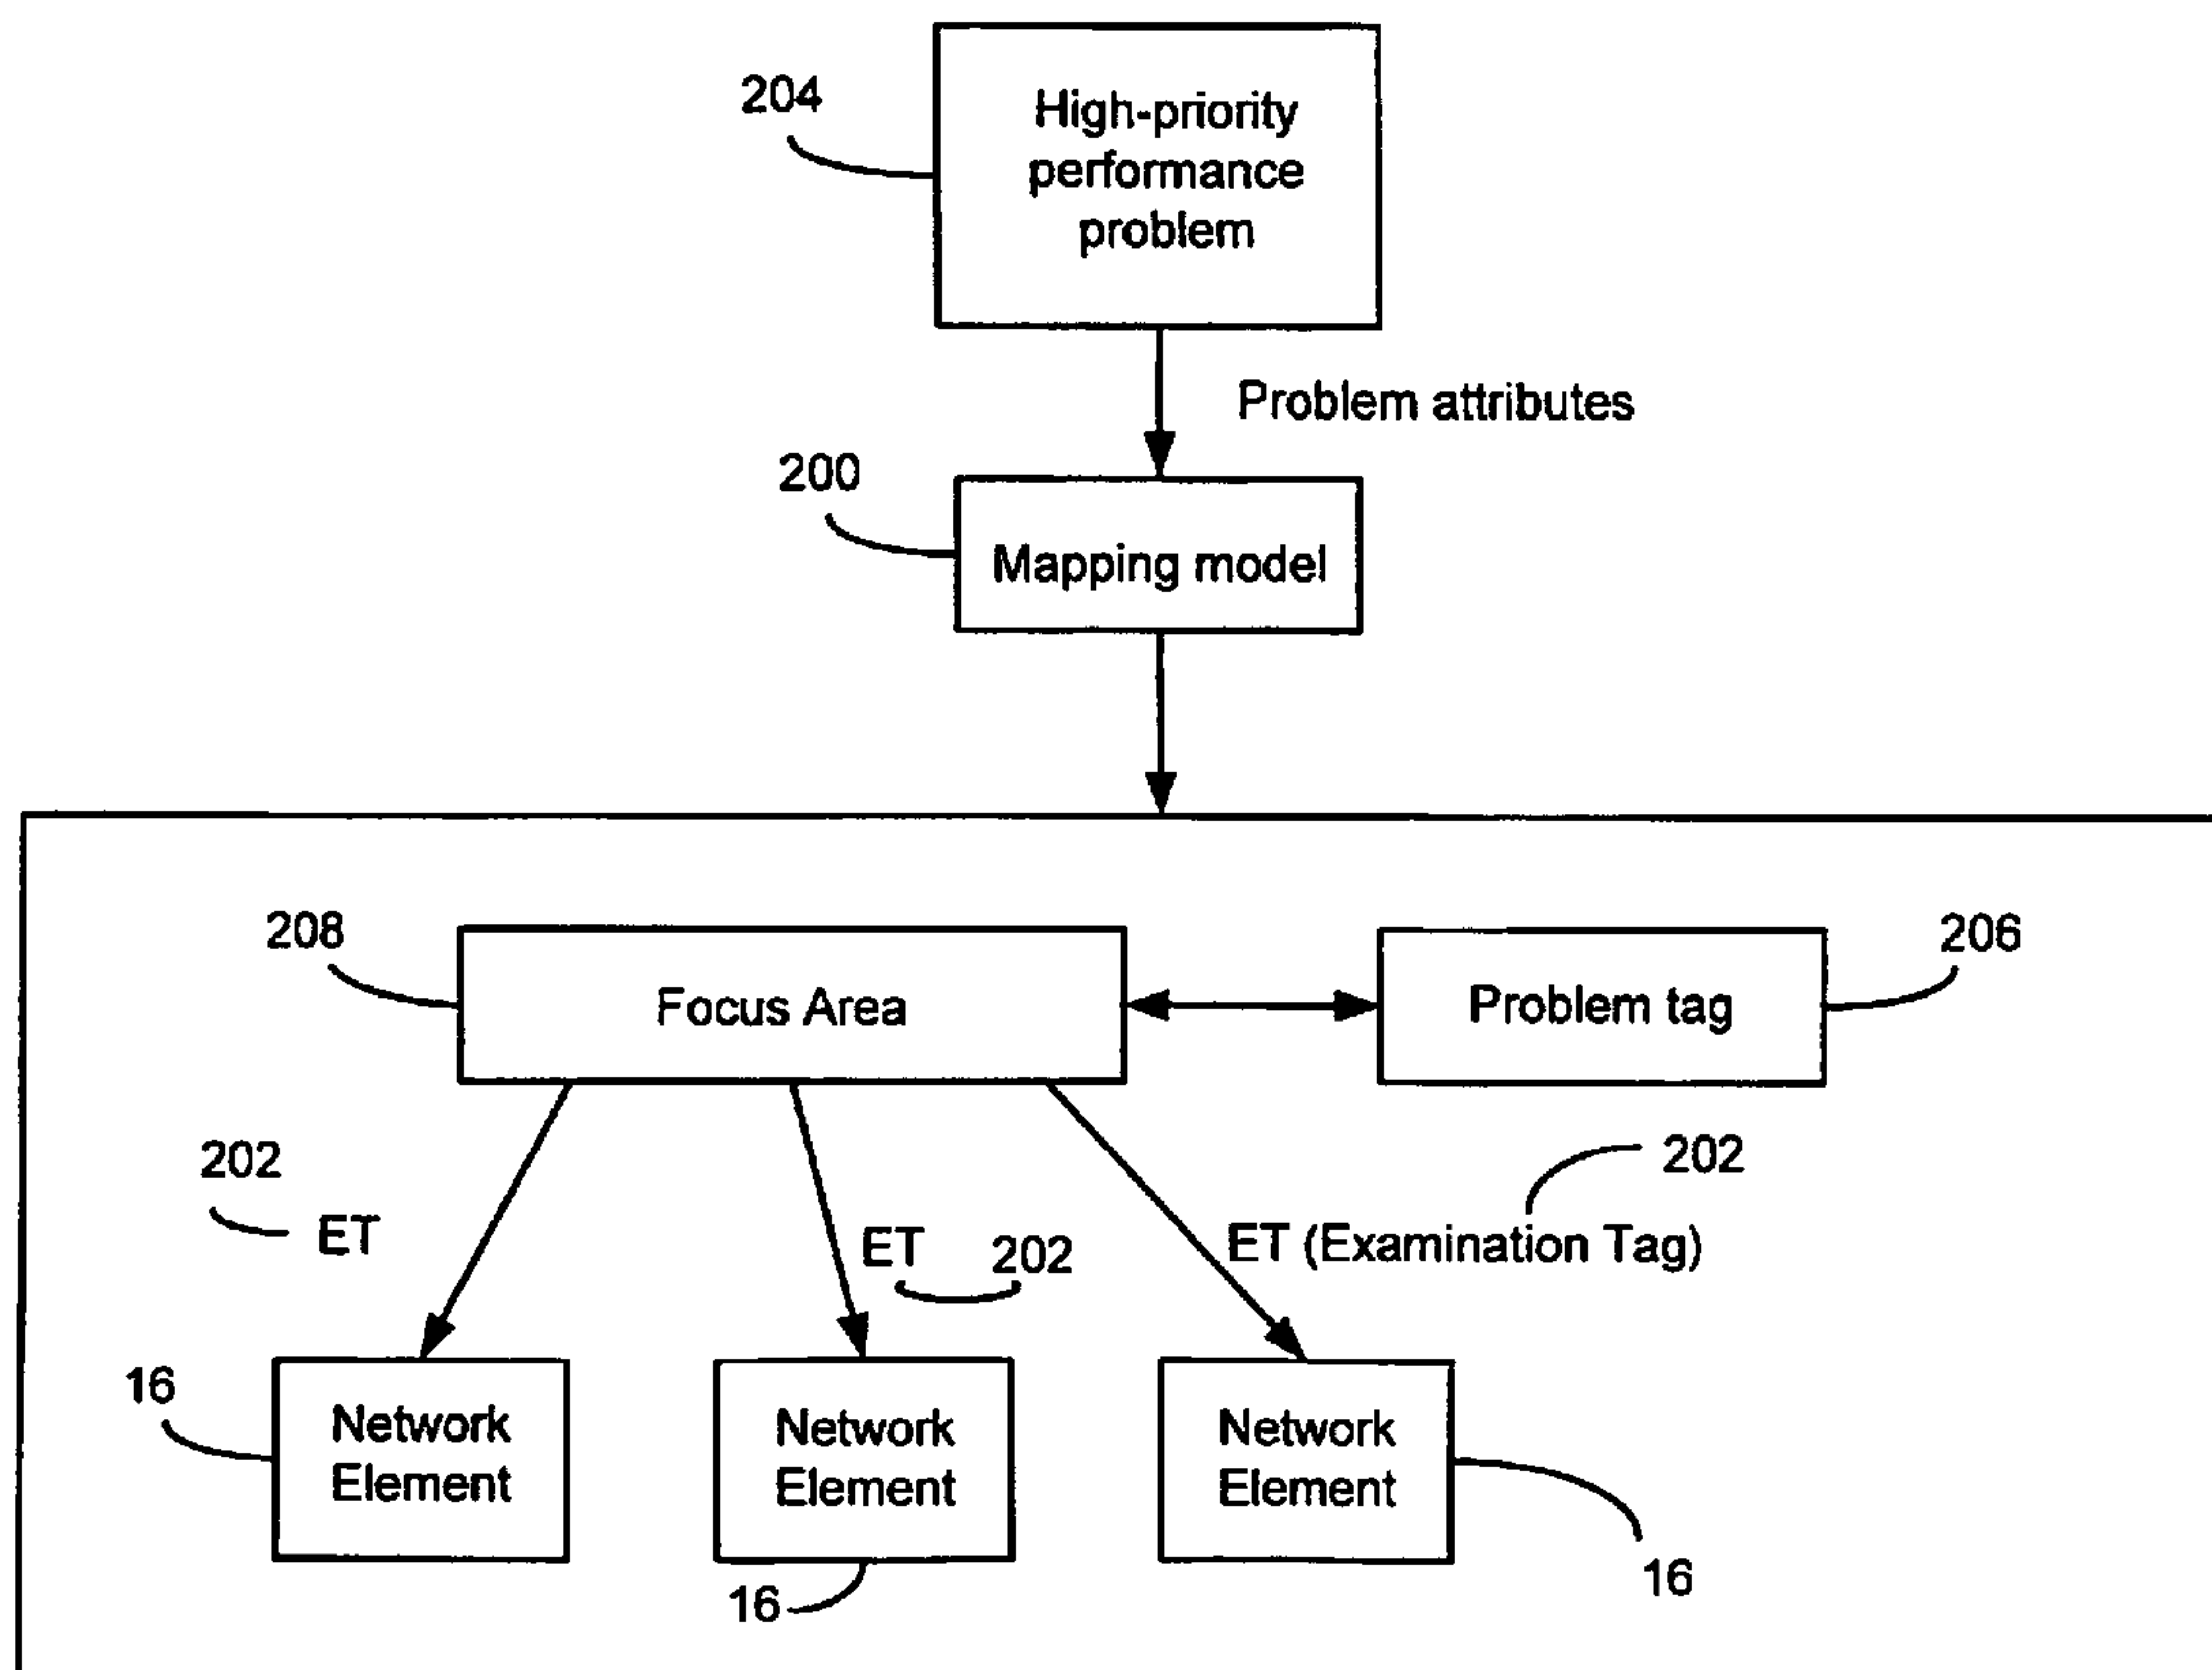 204
High-priority
performance
problem
Problem attributes
200
Mapping model
208
Focus Area
Problem tag
206
202
ET
ET
202
ET (Examination Tag)
202
16
Network
Element
Network
Element
16
Network
Element
16